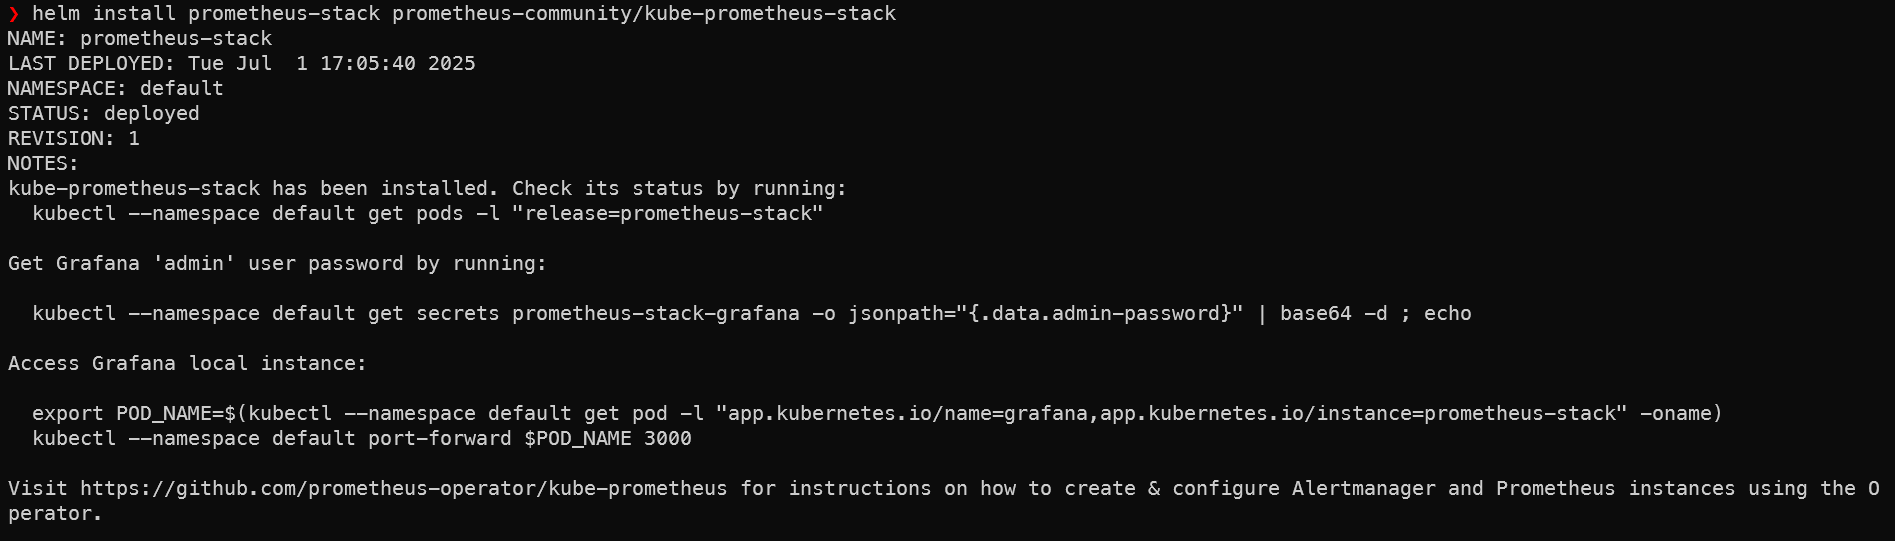 ❯ helm install prometheus-stack prometheus-community/kube-prometheus-stack
NAME: prometheus-stack
LAST DEPLOYED: Tue Jul  1 17:05:40 2025
NAMESPACE: default
STATUS: deployed
REVISION: 1
NOTES:
kube-prometheus-stack has been installed. Check its status by running:
  kubectl --namespace default get pods -l "release=prometheus-stack"

Get Grafana 'admin' user password by running:

  kubectl --namespace default get secrets prometheus-stack-grafana -o jsonpath="{.data.admin-password}" | base64 -d ; echo

Access Grafana local instance:

  export POD_NAME=$(kubectl --namespace default get pod -l "app.kubernetes.io/name=grafana,app.kubernetes.io/instance=prometheus-stack" -oname)
  kubectl --namespace default port-forward $POD_NAME 3000

Visit https://github.com/prometheus-operator/kube-prometheus for instructions on how to create & configure Alertmanager and Prometheus instances using the O
perator.